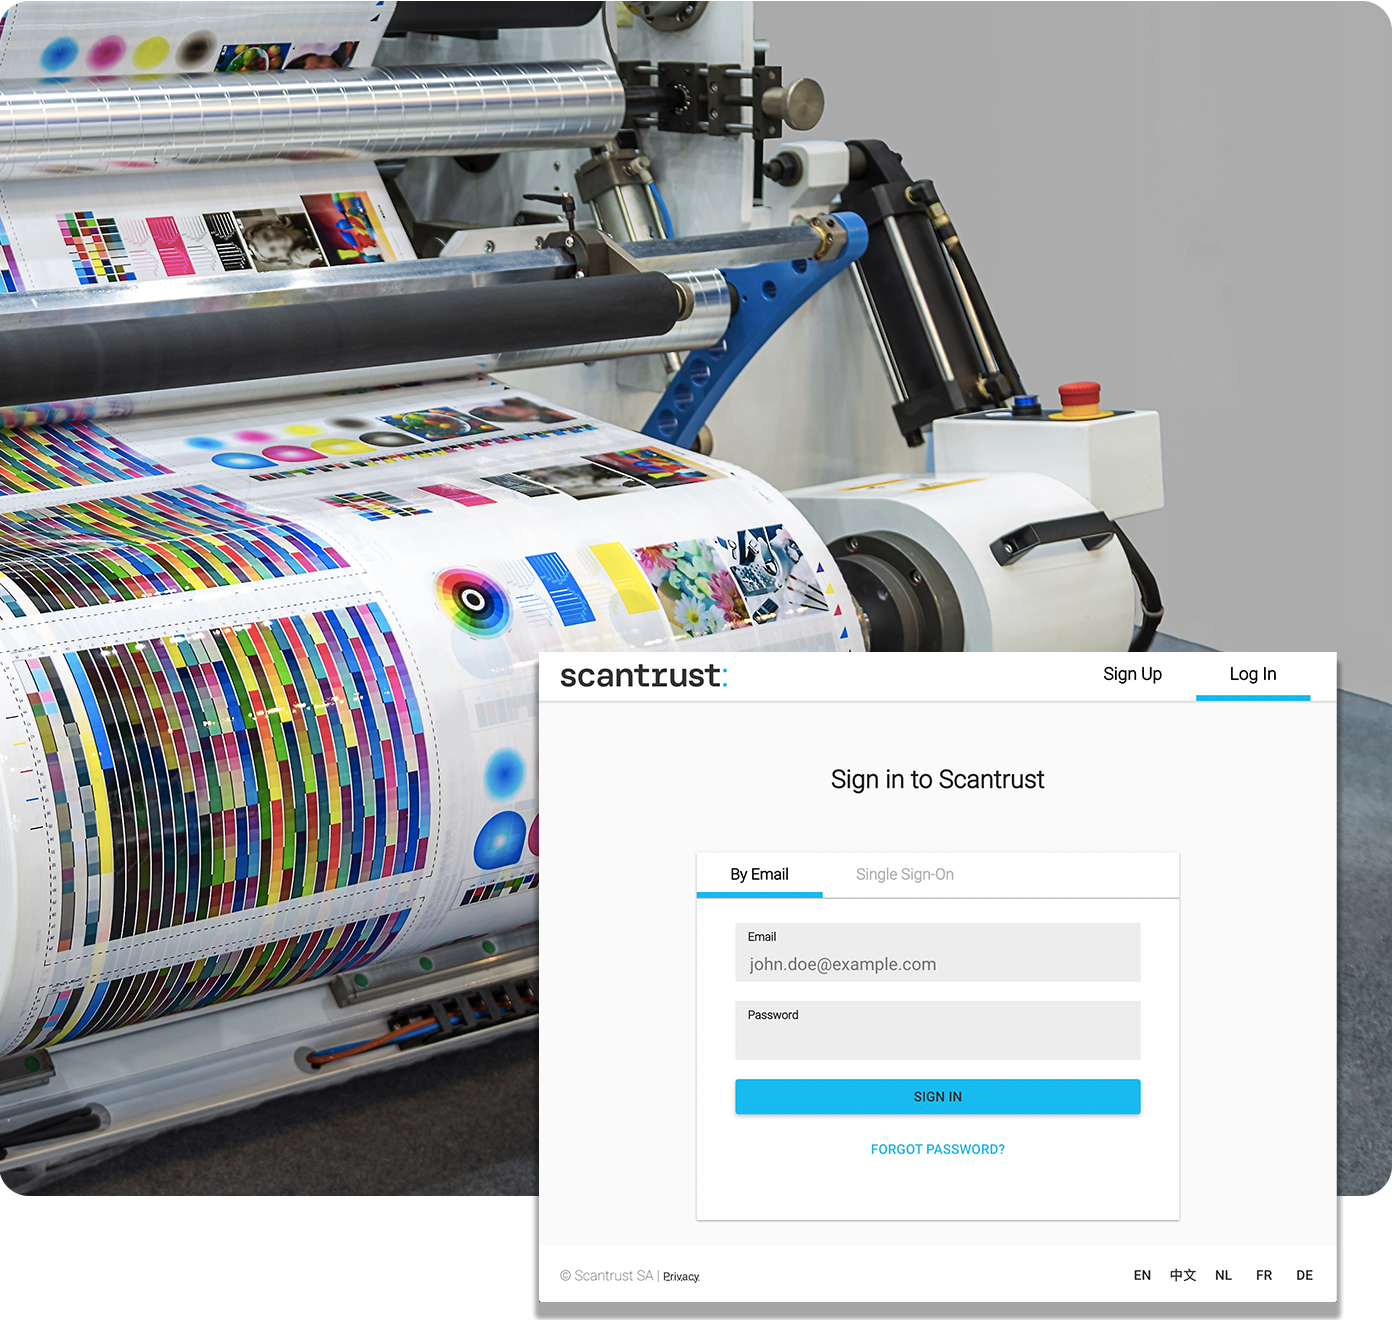 scantrust:
Sign Up
Log In
Sign in to Scantrust
By Email
Single Sign-On
Email
john.doe@example.com
Password
SIGN IN
FORGOT PASSWORD?
© Scantrust SA | Privacy.
EN 中文 NL FR DE